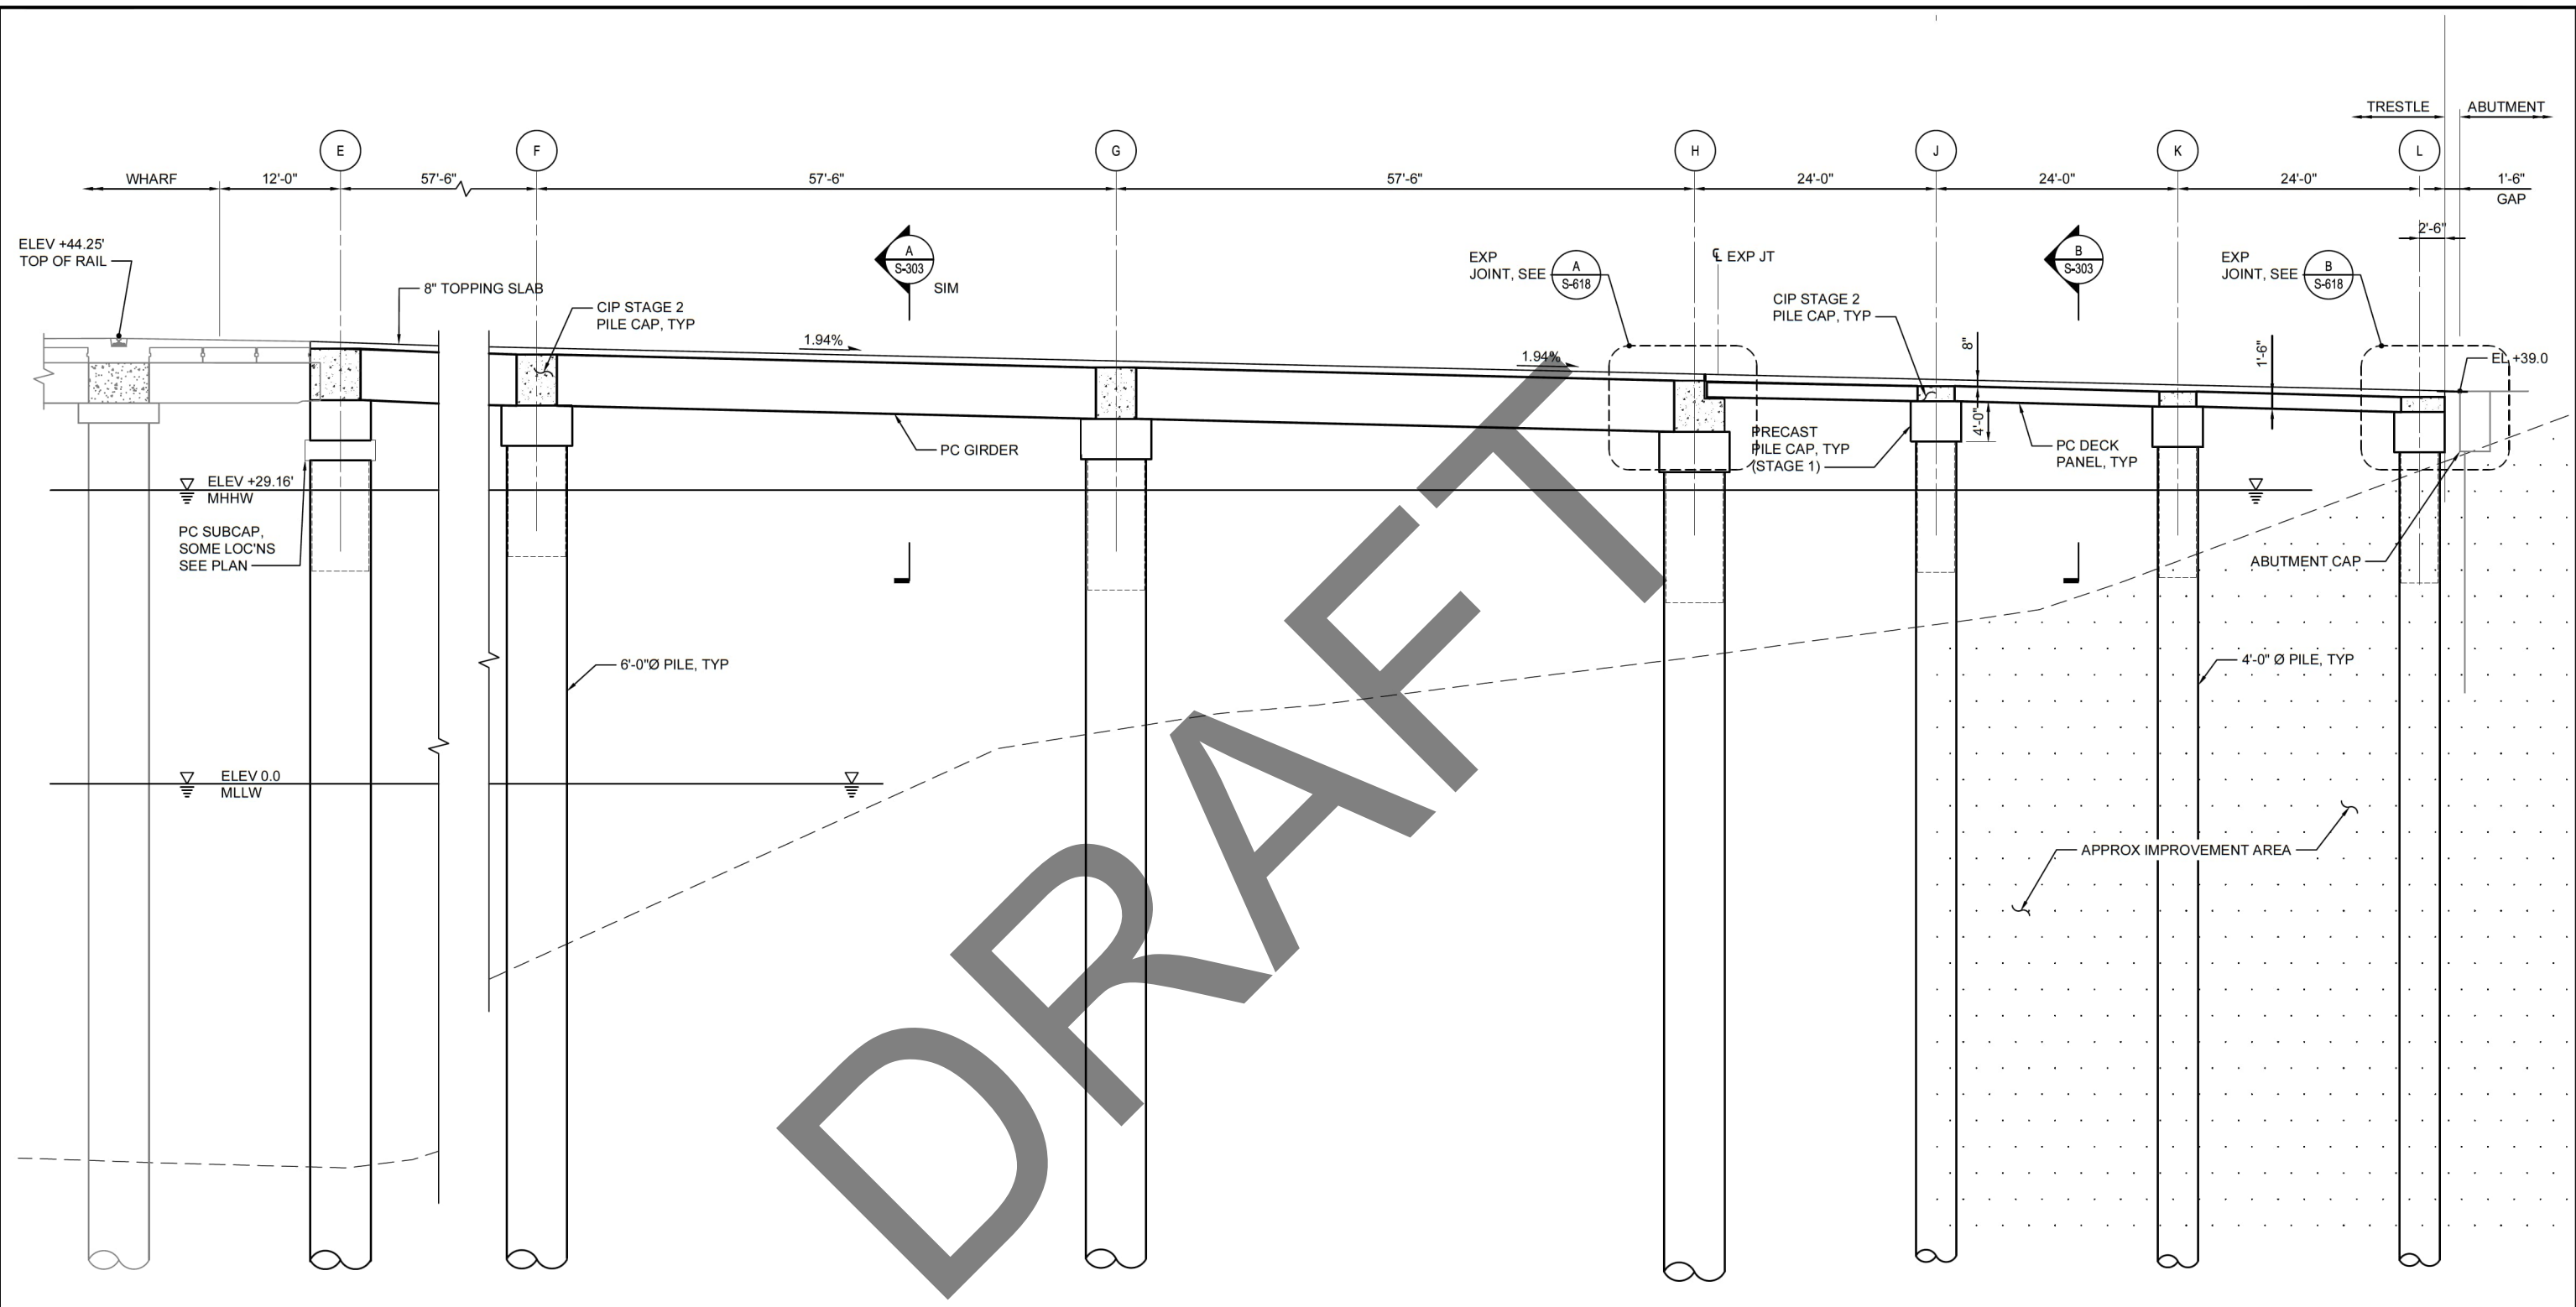 TRESTLE
ABUTMENT
E
F
G
H
J
K
L
WHARF
12'-0"
57'-6"
57'-6"
57'-6"
24'-0"
24'-0"
24'-0"
1'-6"
GAP
2'-6"
ELEV +44.25'
TOP OF RAIL
8" TOPPING SLAB
CIP STAGE 2
PILE CAP, TYP
A
S-303
SIM
EXP
JOINT, SEE
A
S-618
℄ EXP JT
CIP STAGE 2
PILE CAP, TYP
B
S-303
EXP
JOINT, SEE
B
S-618
1.94%
1.94%
8"
1'-6"
EL +39.0
4'-0"
PC GIRDER
PRECAST
PILE CAP, TYP
(STAGE 1)
PC DECK
PANEL, TYP
ELEV +29.16'
MHHW
PC SUBCAP,
SOME LOC'NS
SEE PLAN
ABUTMENT CAP
6'-0"Ø PILE, TYP
4'-0" Ø PILE, TYP
ELEV 0.0
MLLW
APPROX IMPROVEMENT AREA
DRAFT